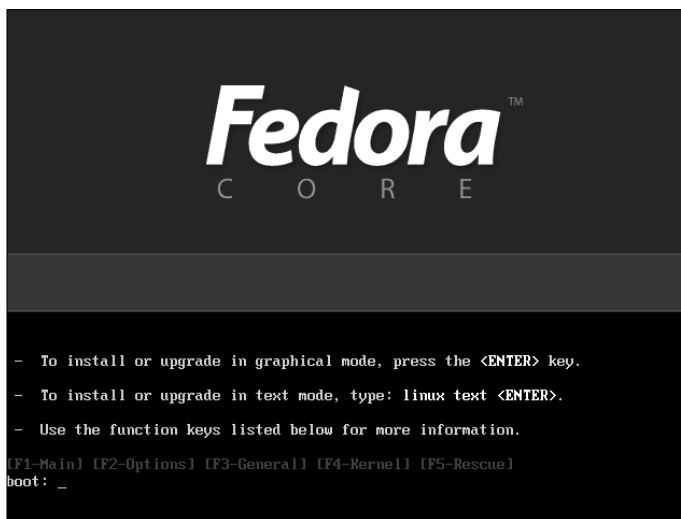 Fedora™
CORE
- To install or upgrade in graphical mode, press the <ENTER> key.
- To install or upgrade in text mode, type: linux text <ENTER>.
- Use the function keys listed below for more information.
[F1-Main] [F2-Options] [F3-General] [F4-Kernel] [F5-Rescue]
boot: _